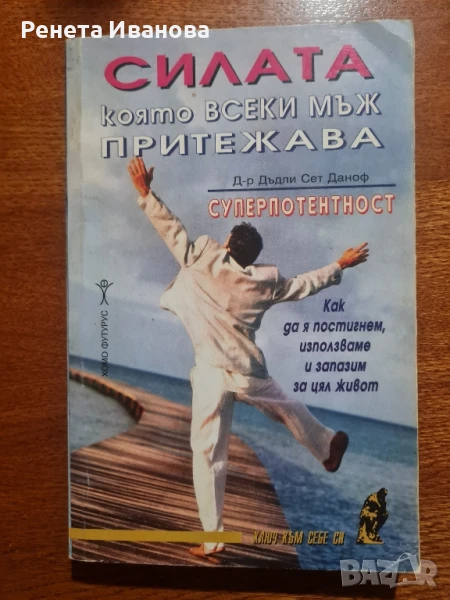 Ренета Иванова
СИЛАТА
която ВСЕКИ МЪЖ
ПРИТЕЖАВА
Д-р Дъдли Сет Даноф
СУПЕРПОТЕНТНОСТ
Как
да я постигнем,
използваме
и запазим
за цял живот
ХОМО ФУТУРУС
КЛЮЧ КЪМ СЕБЕ СИ
BAZAR